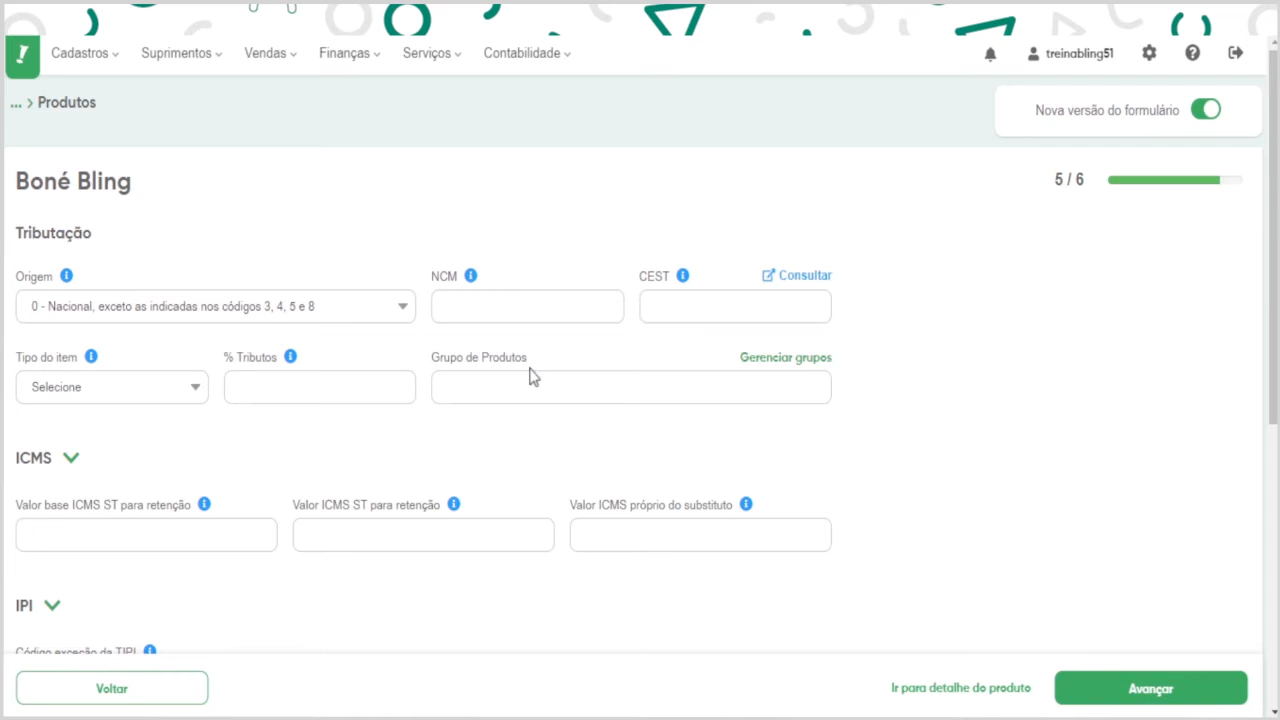 Cadastros Suprimentos Vendas Finanças Serviços Contabilidade treinabling51
... > Produtos
Nova versão do formulário
Boné Bling
5 / 6
Tributação
Origem NCM CEST Consultar
0 - Nacional, exceto as indicadas nos códigos 3, 4, 5 e 8
Tipo do item % Tributos Grupo de Produtos Gerenciar grupos
Selecione
ICMS
Valor base ICMS ST para retenção Valor ICMS ST para retenção Valor ICMS próprio do substituto
IPI
Código exceção da TIPI
Voltar Ir para detalhe do produto Avançar